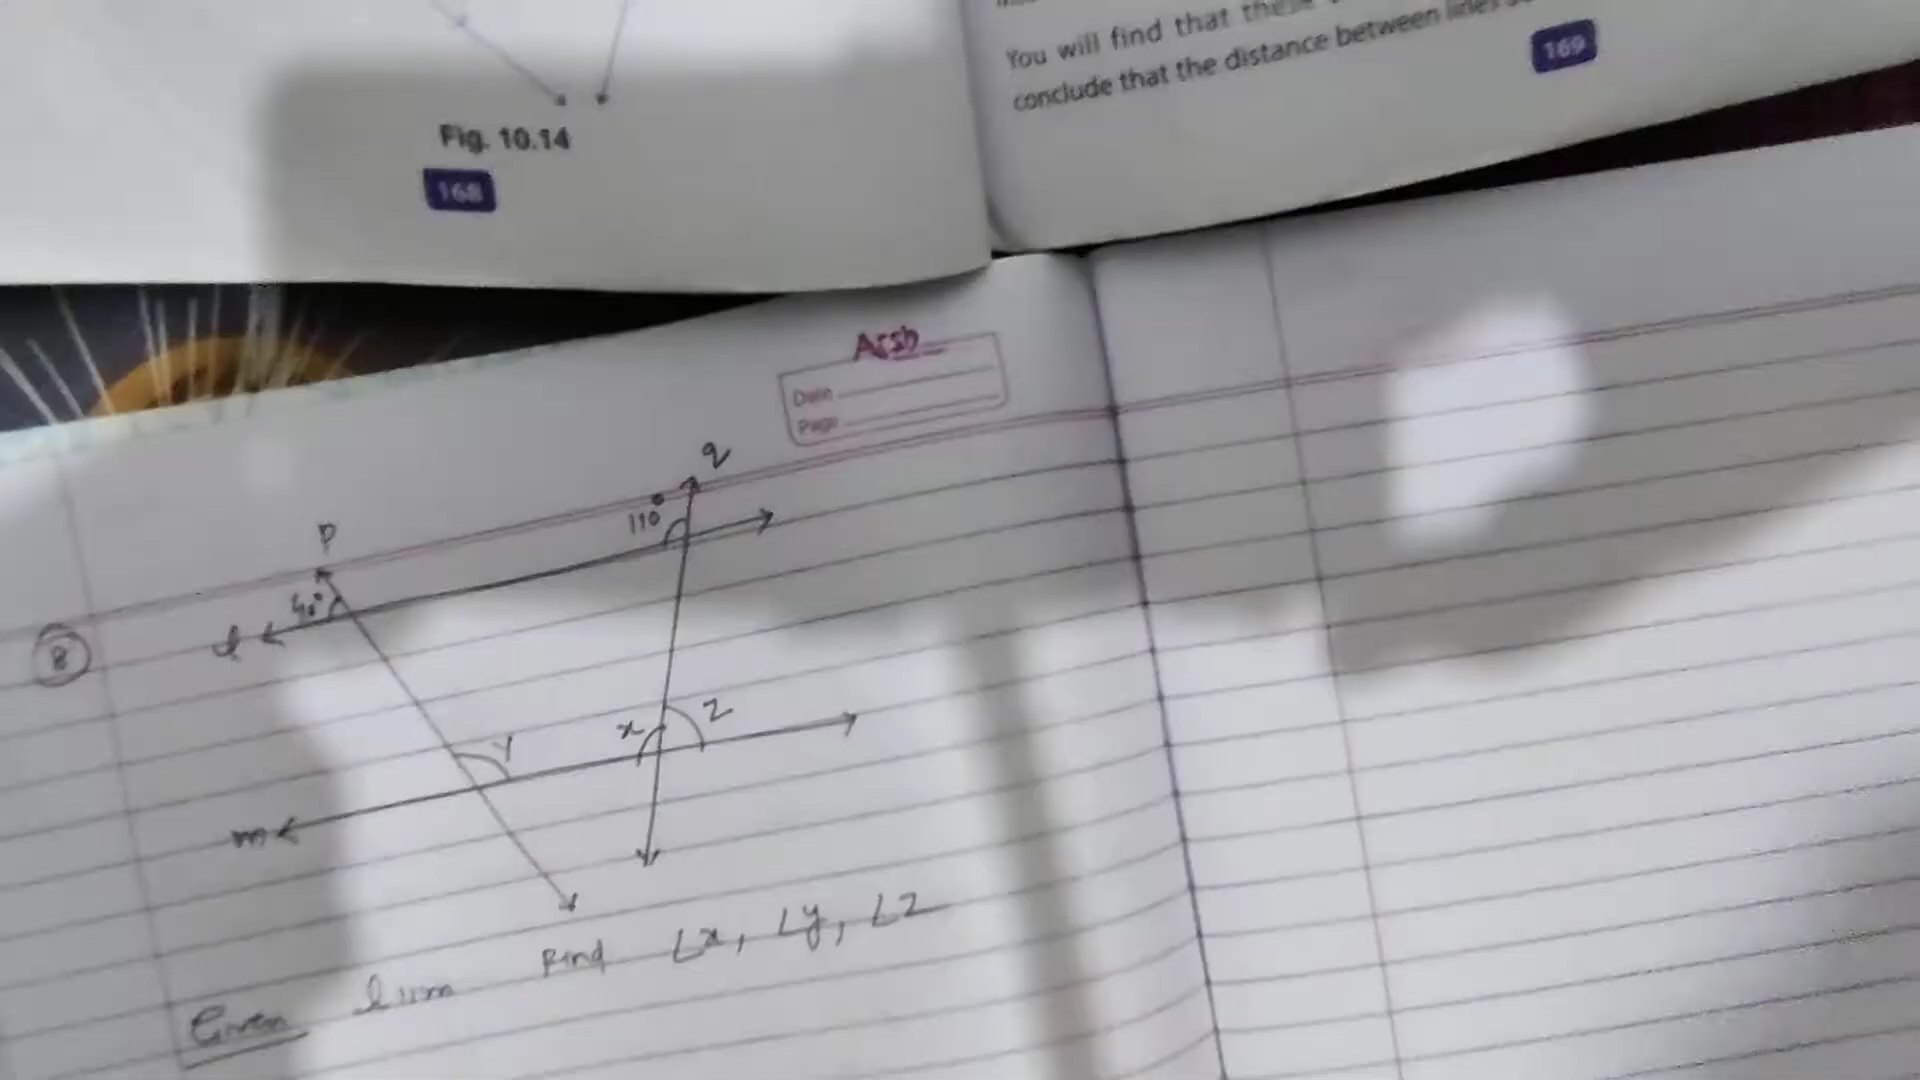 You will find that these
conclude that the distance between lines
169
Fig. 10.14
168
Arsh
Date
Page
q
110°
P
40°
l
8
x
z
y
m
Find ∠x, ∠y, ∠z
Given l || m